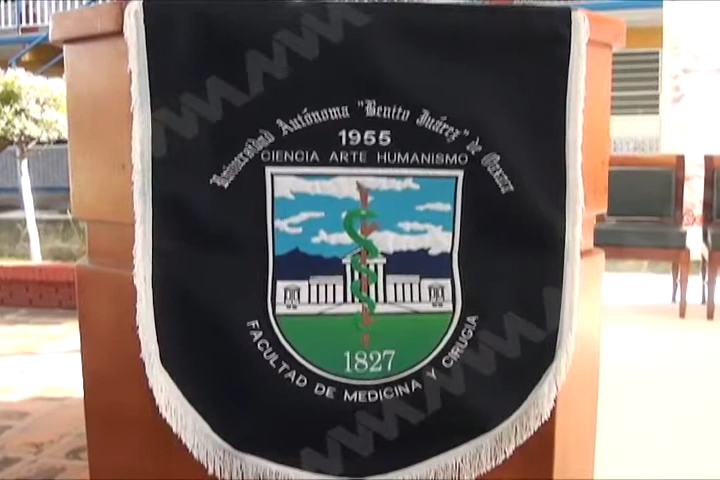 Universidad Autónoma "Benito Juárez" de Oaxaca
1955
CIENCIA ARTE HUMANISMO
1827
FACULTAD DE MEDICINA Y CIRUGIA